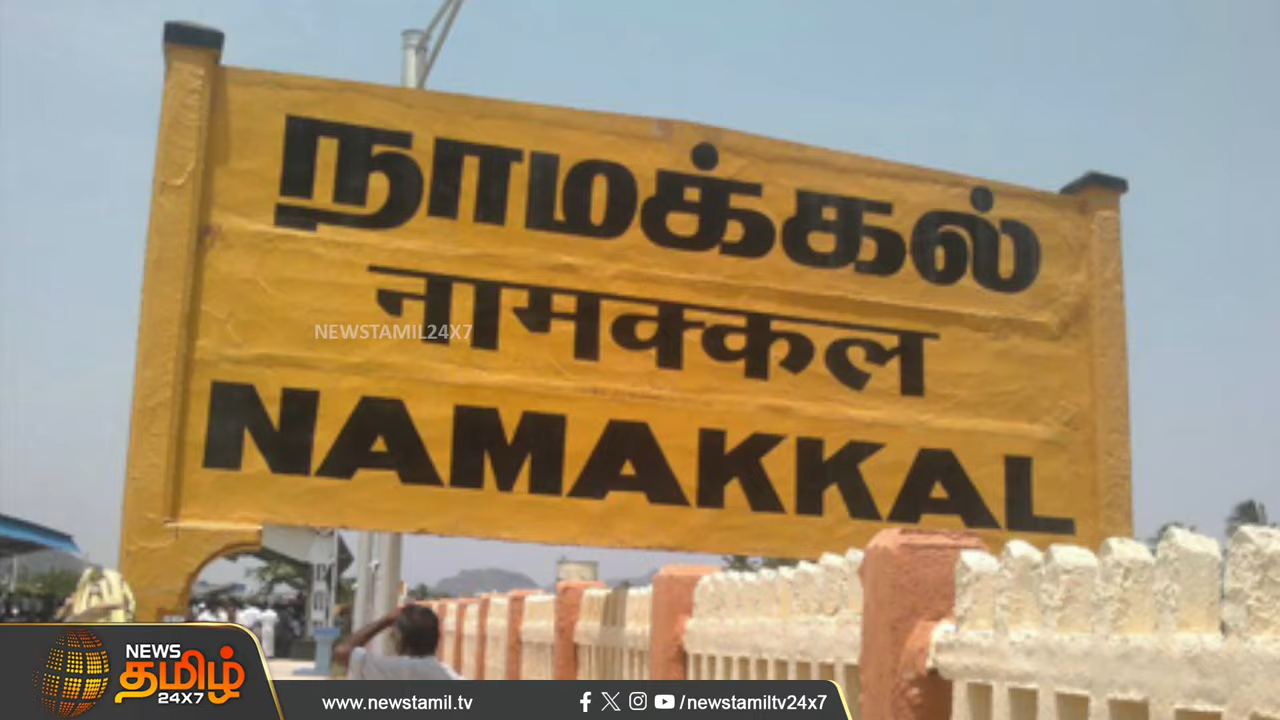 நாமக்கல்
नामक्कल
NEWSTAMIL24X7
NAMAKKAL
NEWS
தமிழ்
24X7
www.newstamil.tv
/newstamiltv24x7